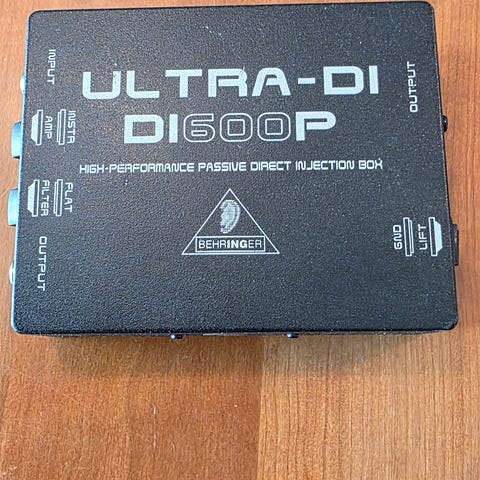 ULTRA-DI
DI600P
HIGH-PERFORMANCE PASSIVE DIRECT INJECTION BOX
BEHRINGER
INPUT
INSTR
AMP
FLAT
FILTER
OUTPUT
OUTPUT
GND
LIFT